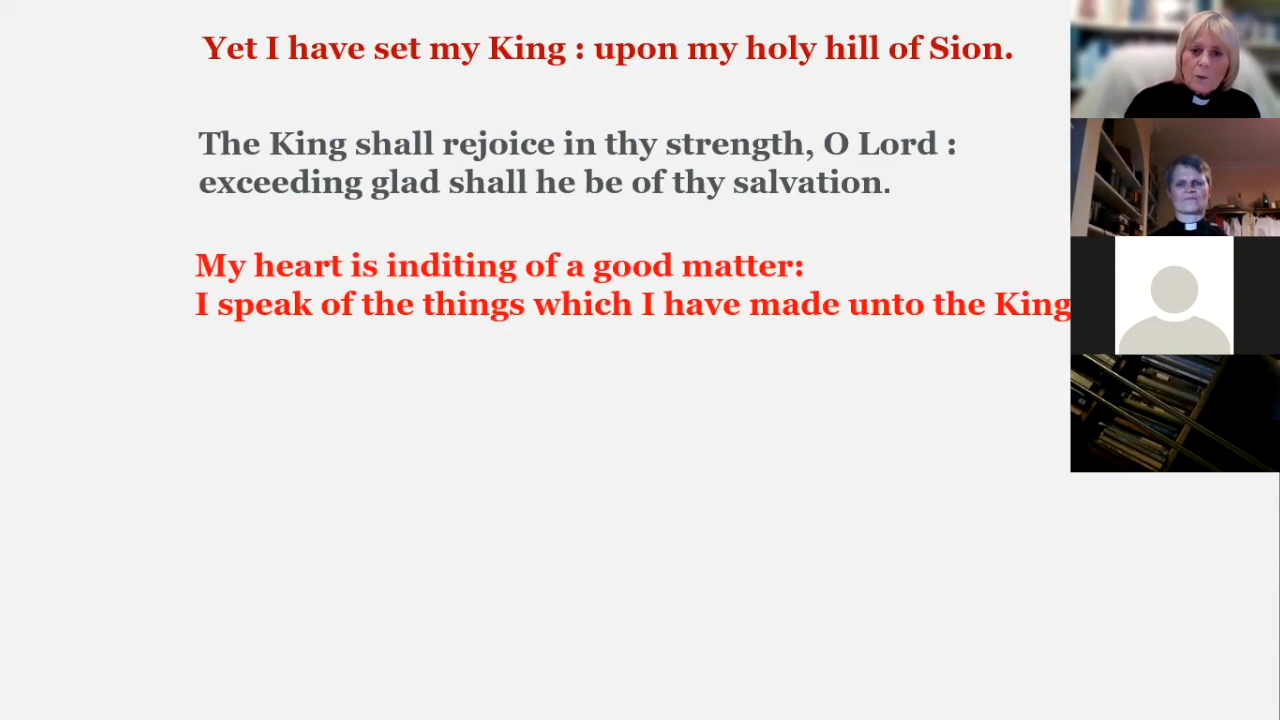 Yet I have set my King : upon my holy hill of Sion.
The King shall rejoice in thy strength, O Lord :
exceeding glad shall he be of thy salvation.
My heart is inditing of a good matter:
I speak of the things which I have made unto the King